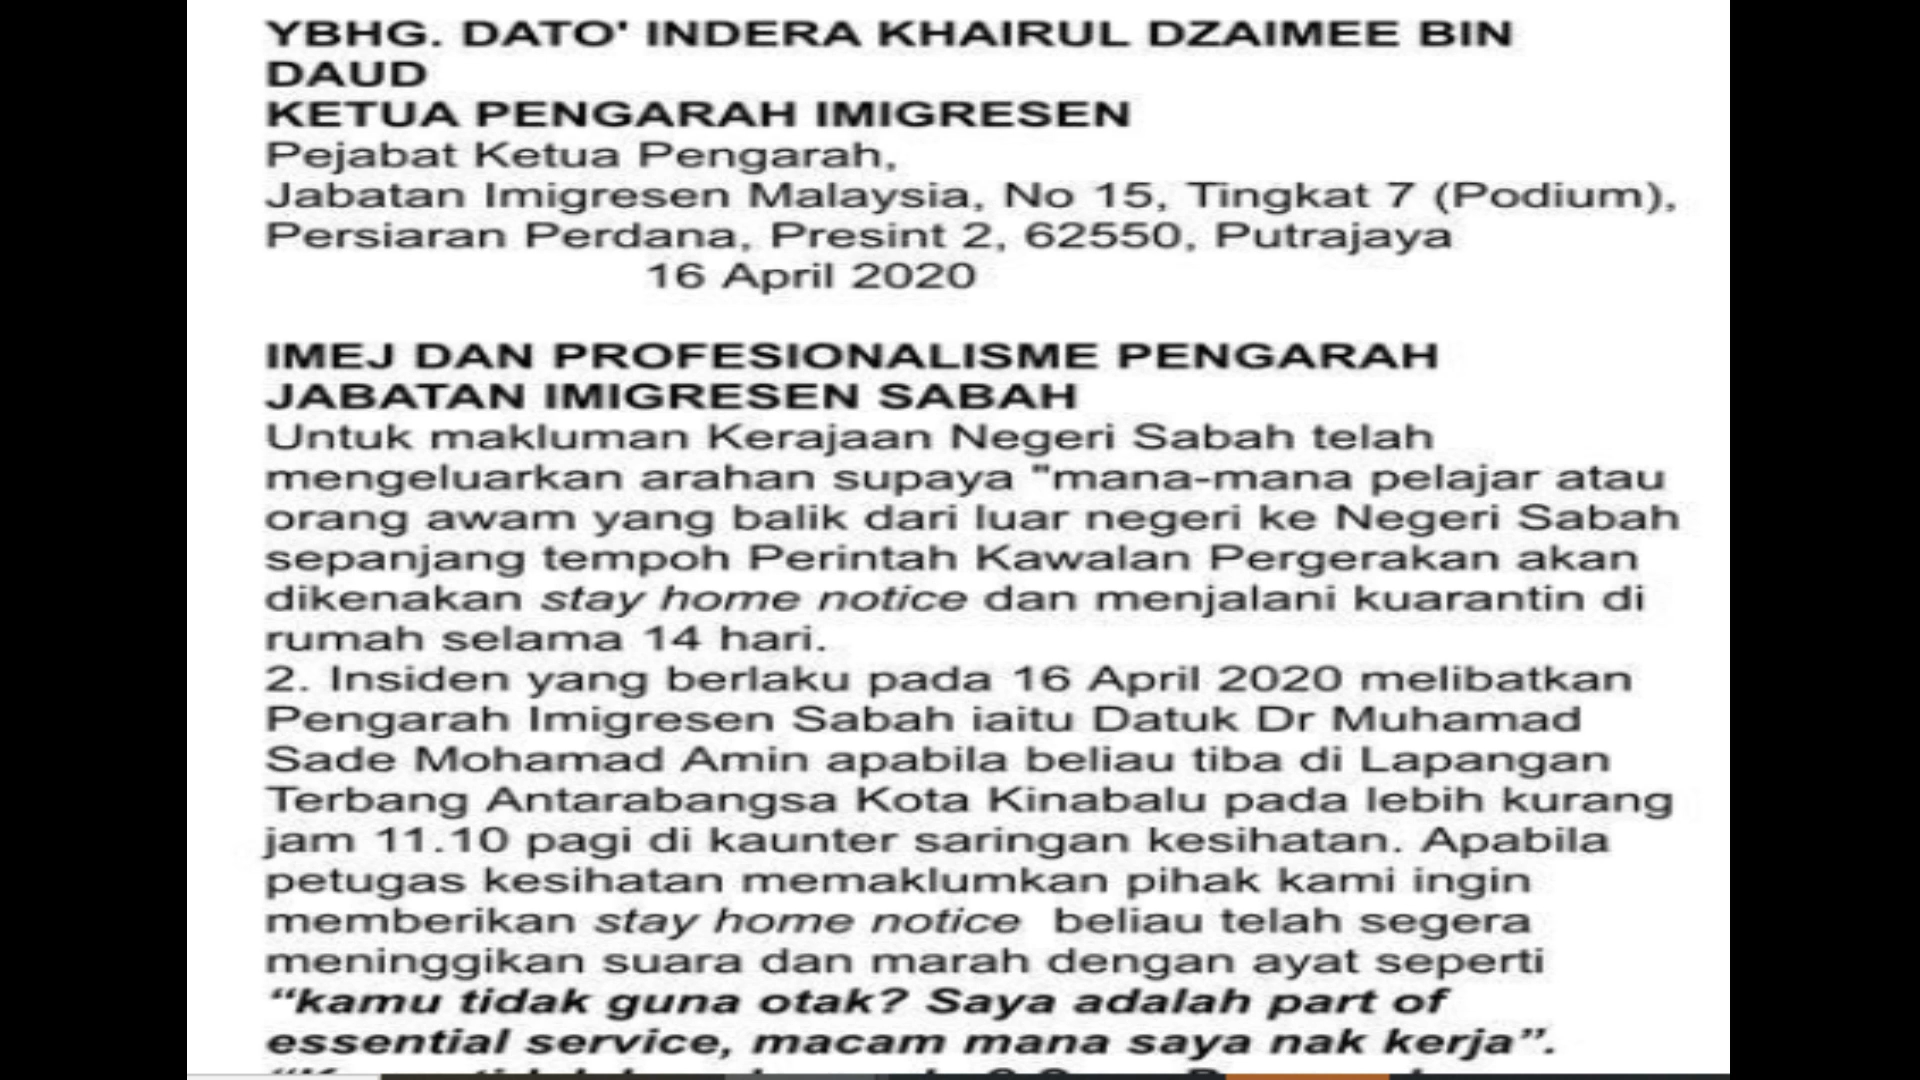 YBHG. DATO' INDERA KHAIRUL DZAIMEE BIN
DAUD
KETUA PENGARAH IMIGRESEN
Pejabat Ketua Pengarah,
Jabatan Imigresen Malaysia, No 15, Tingkat 7 (Podium),
Persiaran Perdana, Presint 2, 62550, Putrajaya
16 April 2020
IMEJ DAN PROFESIONALISME PENGARAH
JABATAN IMIGRESEN SABAH
Untuk makluman Kerajaan Negeri Sabah telah
mengeluarkan arahan supaya "mana-mana pelajar atau
orang awam yang balik dari luar negeri ke Negeri Sabah
sepanjang tempoh Perintah Kawalan Pergerakan akan
dikenakan stay home notice dan menjalani kuarantin di
rumah selama 14 hari.
2. Insiden yang berlaku pada 16 April 2020 melibatkan
Pengarah Imigresen Sabah iaitu Datuk Dr Muhamad
Sade Mohamad Amin apabila beliau tiba di Lapangan
Terbang Antarabangsa Kota Kinabalu pada lebih kurang
jam 11.10 pagi di kaunter saringan kesihatan. Apabila
petugas kesihatan memaklumkan pihak kami ingin
memberikan stay home notice beliau telah segera
meninggikan suara dan marah dengan ayat seperti
“kamu tidak guna otak? Saya adalah part of
essential service, macam mana saya nak kerja”.